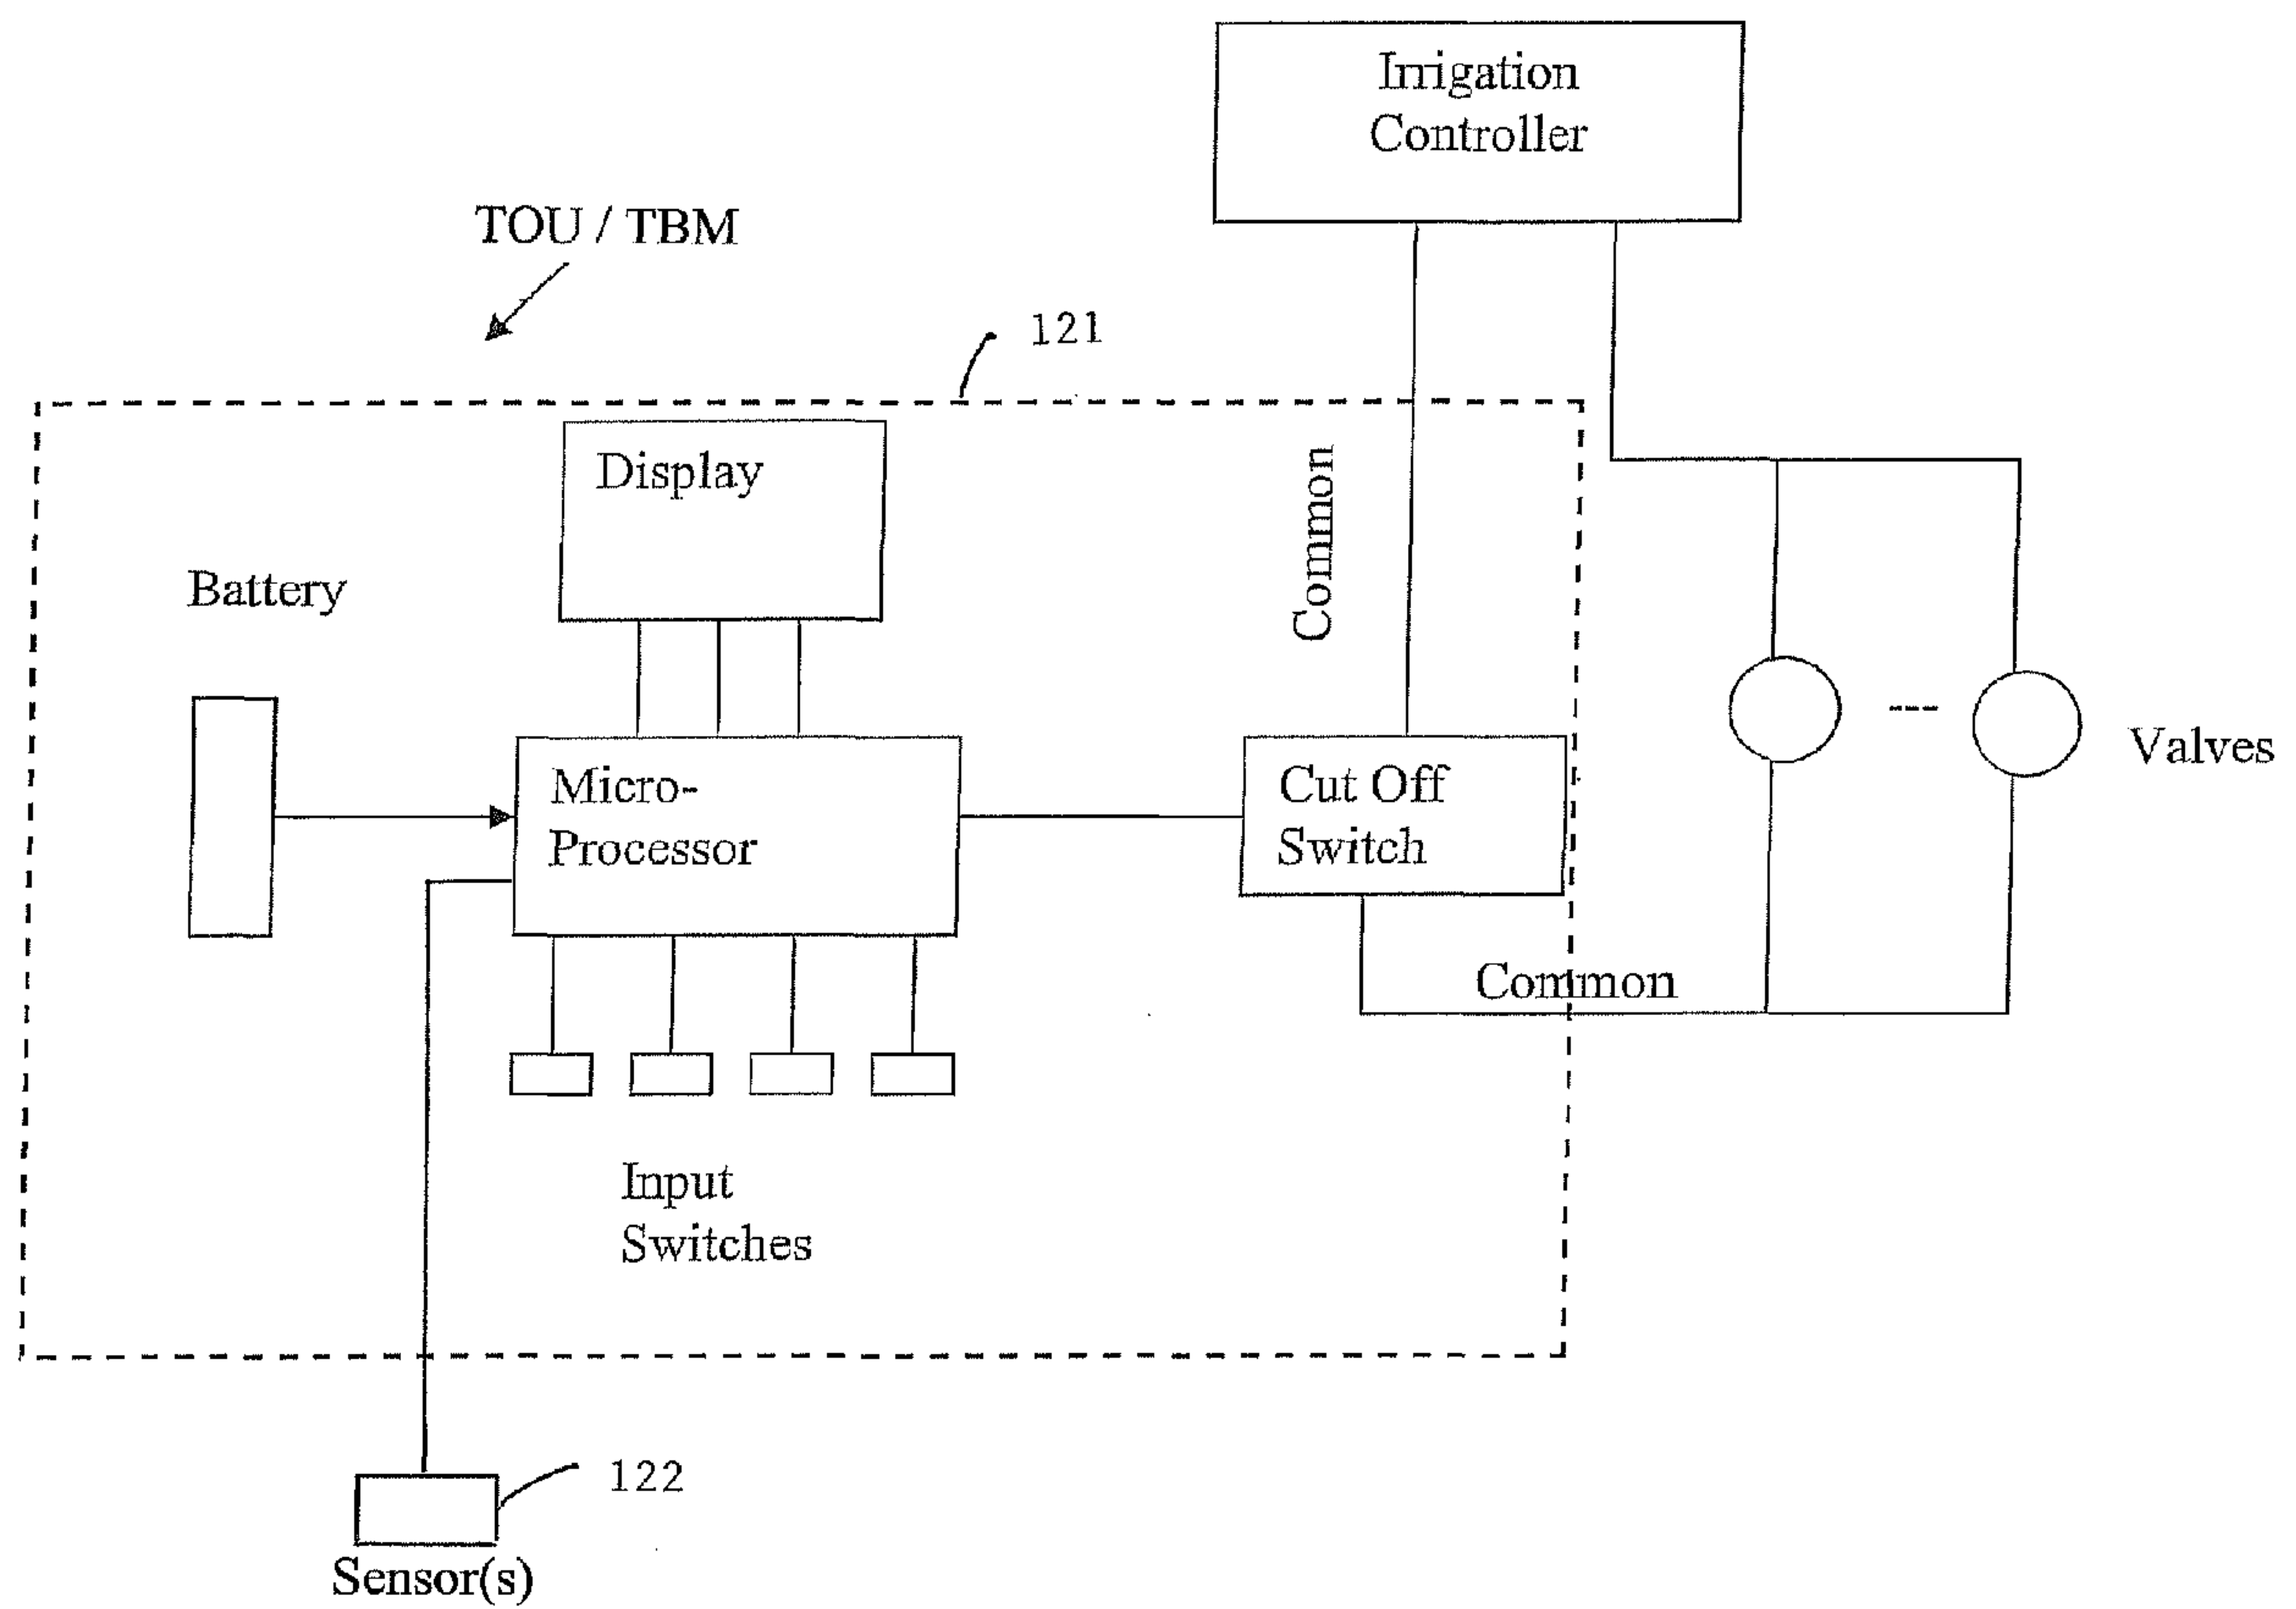 Irrigation
Controller
TOU / TBM
121
Display
Common
Battery
Micro-
Processor
Cut Off
Switch
Valves
Common
Input
Switches
122
Sensor(s)